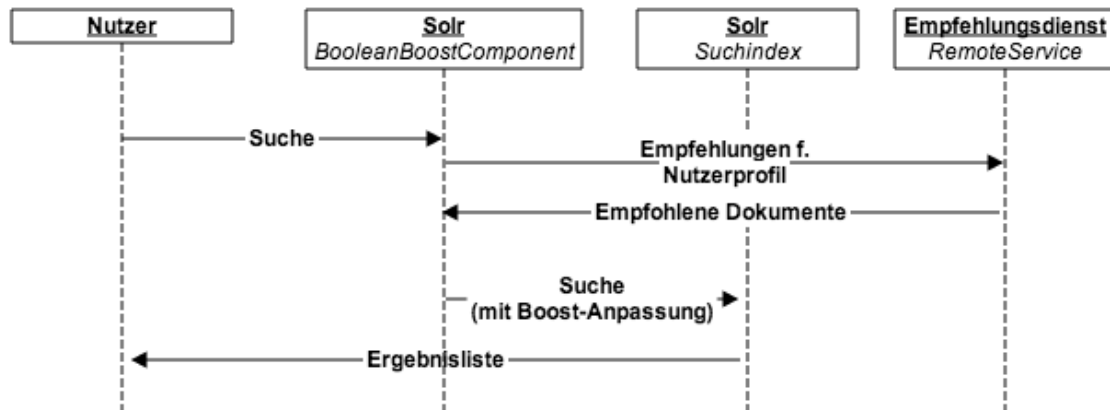 Nutzer
Solr
BooleanBoostComponent
Solr
Suchindex
Empfehlungsdienst
RemoteService
Suche
Empfehlungen f.
Nutzerprofil
Empfohlene Dokumente
Suche
(mit Boost-Anpassung)
Ergebnisliste